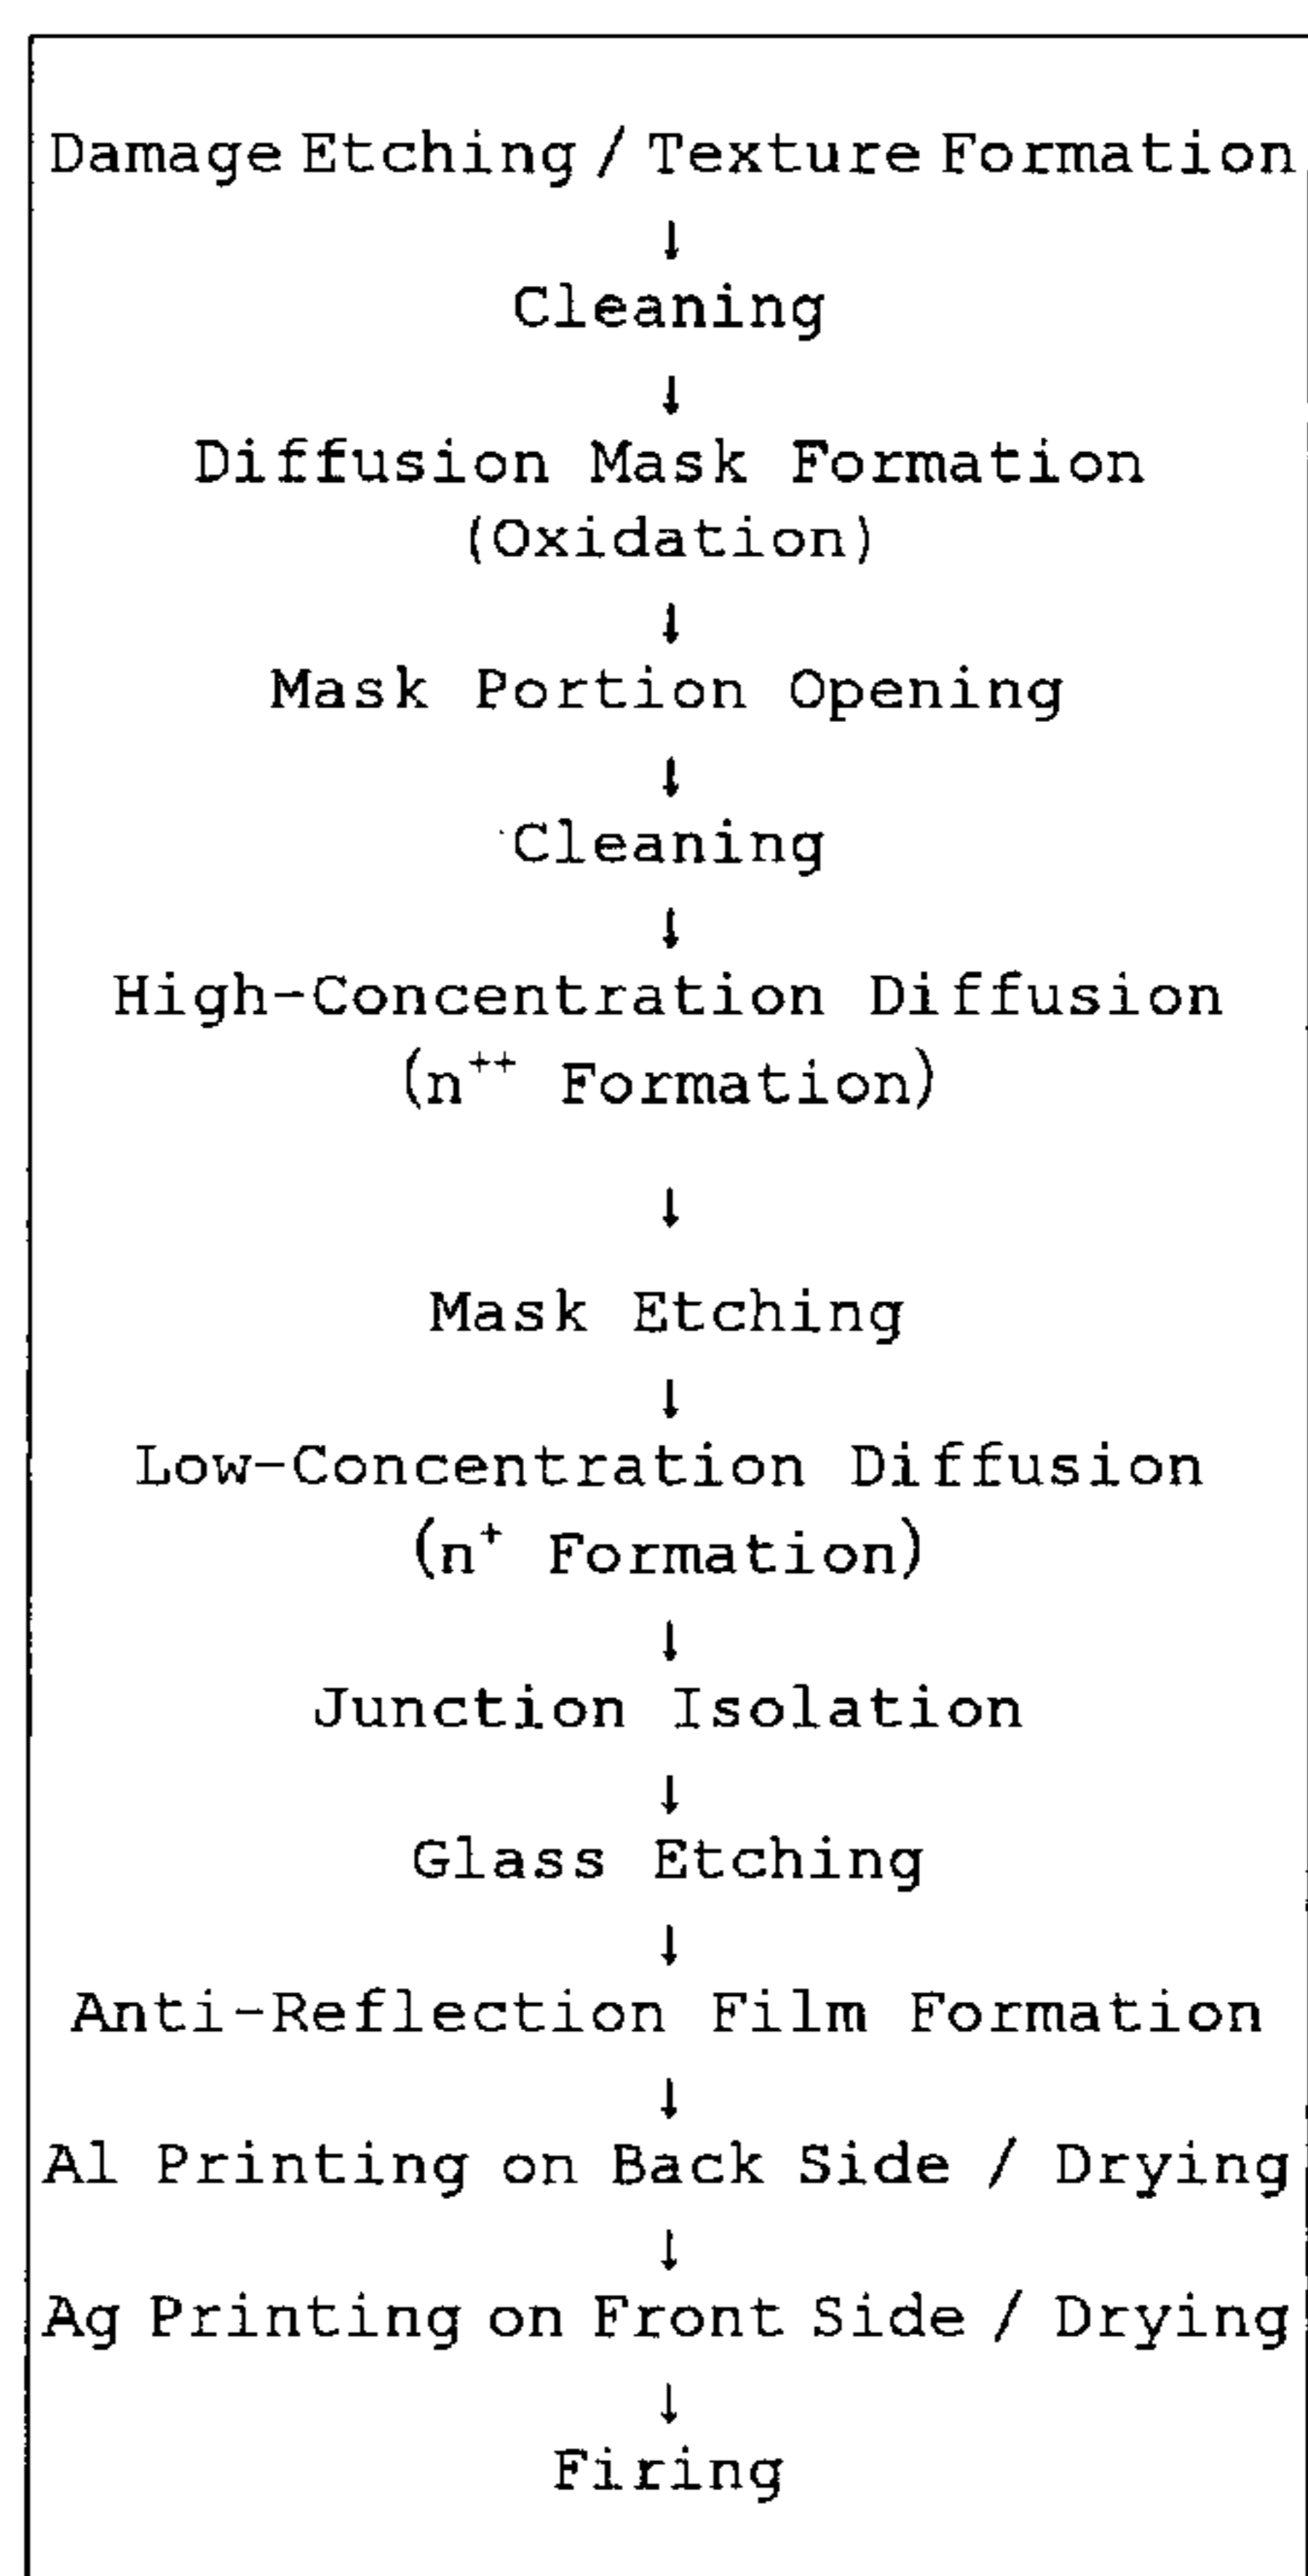 Damage Etching / Texture Formation
↓
Cleaning
↓
Diffusion Mask Formation
(Oxidation)
↓
Mask Portion Opening
↓
Cleaning
↓
High-Concentration Diffusion
(n⁺⁺ Formation)
↓
Mask Etching
↓
Low-Concentration Diffusion
(n⁺ Formation)
↓
Junction Isolation
↓
Glass Etching
↓
Anti-Reflection Film Formation
↓
Al Printing on Back Side / Drying
↓
Ag Printing on Front Side / Drying
↓
Firing